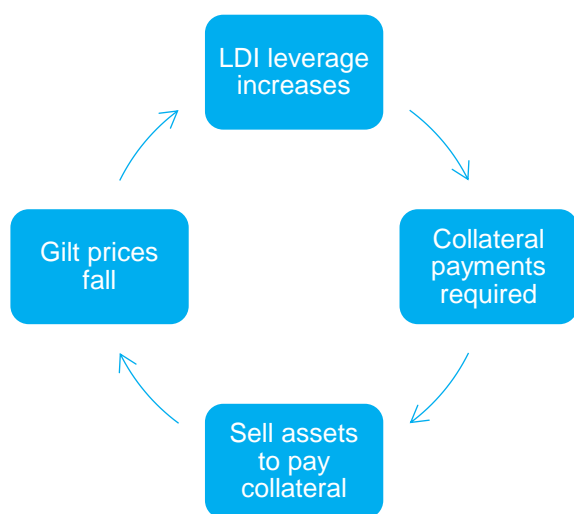 LDI leverage
increases
Collateral
payments
required
Sell assets
to pay
collateral
Gilt prices
fall